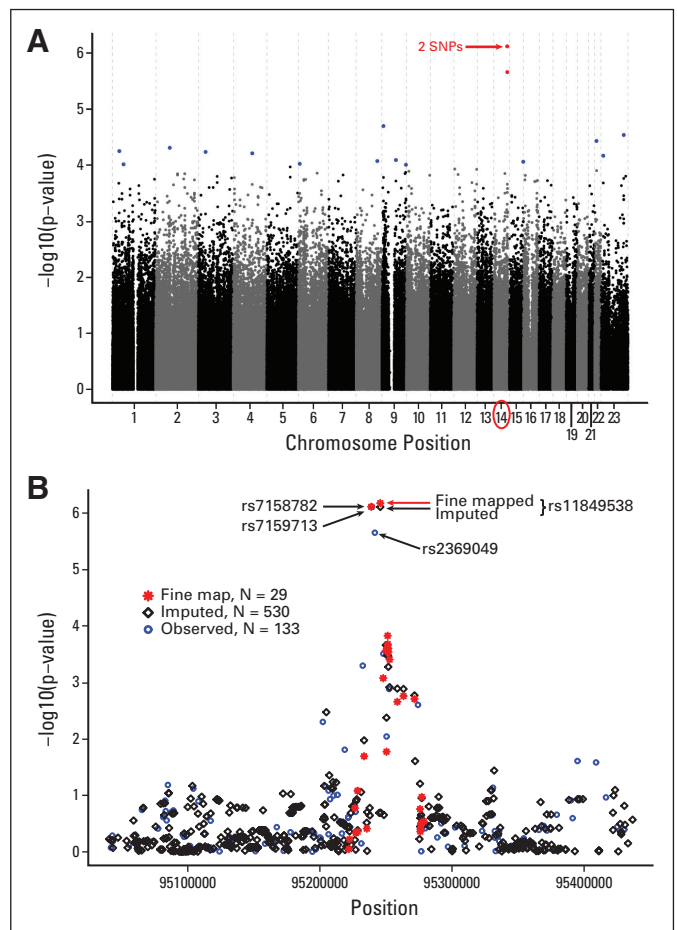 A
2 SNPs
−log10(p−value)
6
5
4
3
2
1
0
1 2 3 4 5 6 7 8 9 10 11 12 13 14 15 16 17 18 20 22 23
19 21
Chromosome Position
B
−log10(p−value)
6
5
4
3
2
1
0
rs7158782
rs7159713
Fine mapped
Imputed
}rs11849538
rs2369049
Fine map, N = 29
Imputed, N = 530
Observed, N = 133
95100000 95200000 95300000 95400000
Position